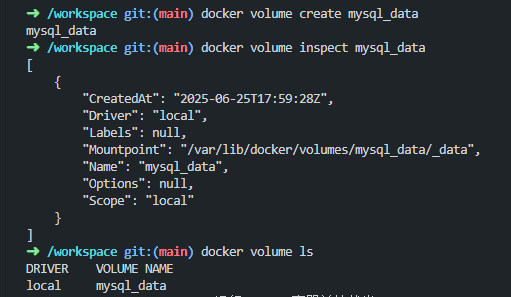 ➜ /workspace git:(main) docker volume create mysql_data
mysql_data
➜ /workspace git:(main) docker volume inspect mysql_data
[
    {
        "CreatedAt": "2025-06-25T17:59:28Z",
        "Driver": "local",
        "Labels": null,
        "Mountpoint": "/var/lib/docker/volumes/mysql_data/_data",
        "Name": "mysql_data",
        "Options": null,
        "Scope": "local"
    }
]
➜ /workspace git:(main) docker volume ls
DRIVER    VOLUME NAME
local     mysql_data